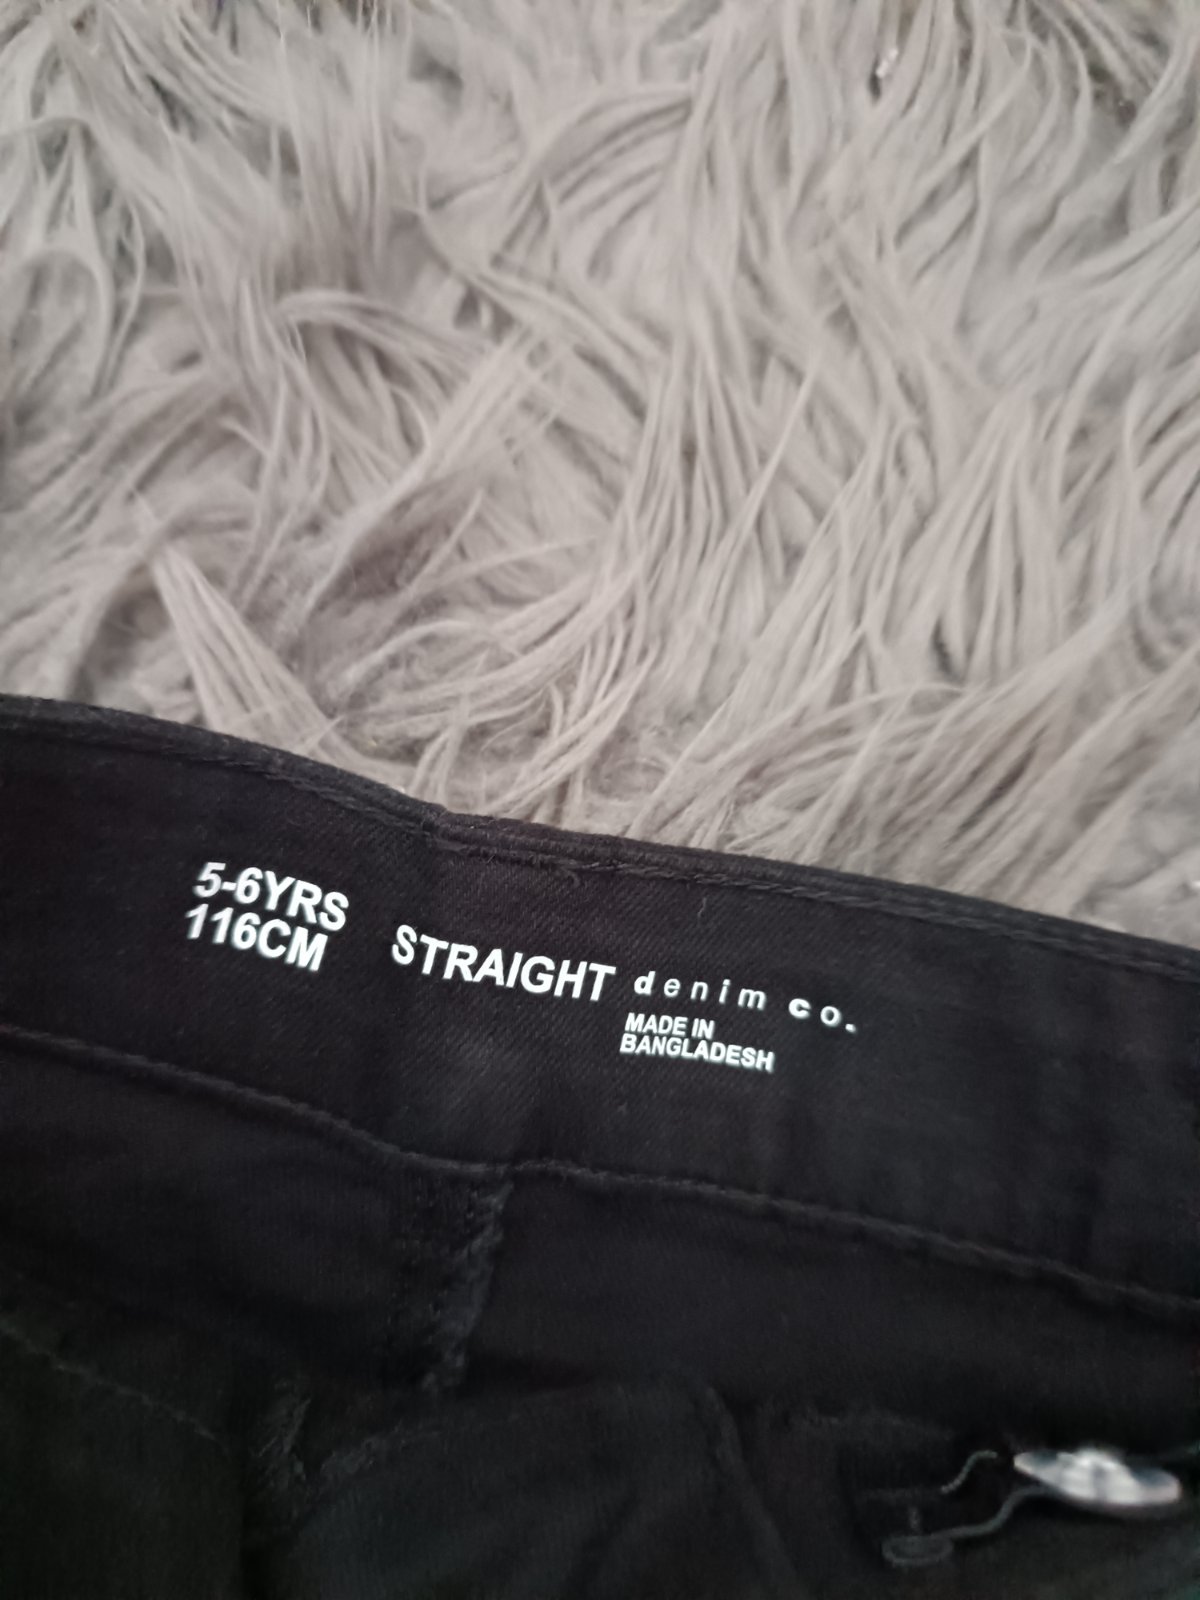 5-6YRS
116CM
STRAIGHT denim co.
MADE IN
BANGLADESH